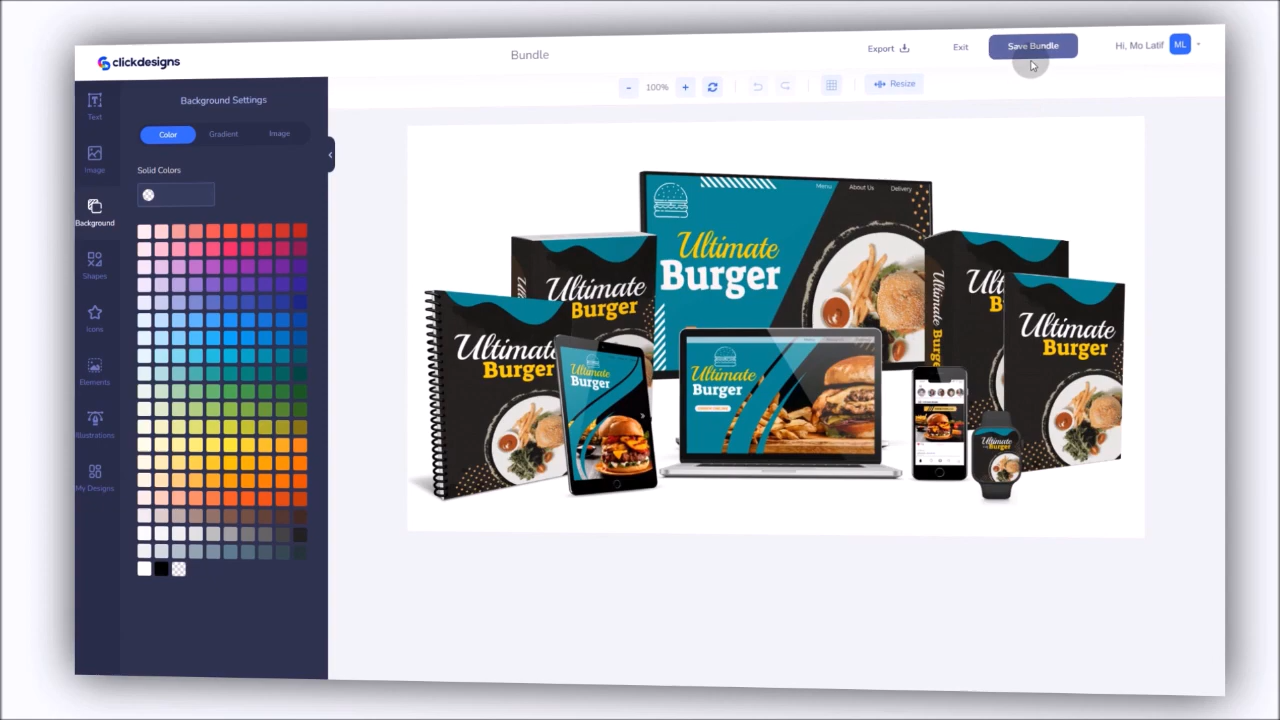 clickdesigns
Bundle
Export
Exit
Save Bundle
Hi, Mo Latif
ML
- 100% +
Resize
Text
Image
Background
Shapes
Icons
Elements
Illustrations
My Designs
Background Settings
Color
Gradient
Image
Solid Colors
Menu
About Us
Delivery
Ultimate
Burger
Ultimate
Burger
Ultimate
Burger
Ultimate
Burger
Ultimate
Burger
Ultimate
Burger
Ultimate
Burger